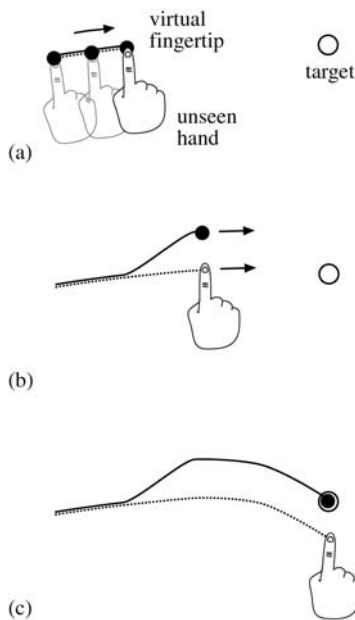 virtual
fingertip
target
unseen
hand
(a)
(b)
(c)